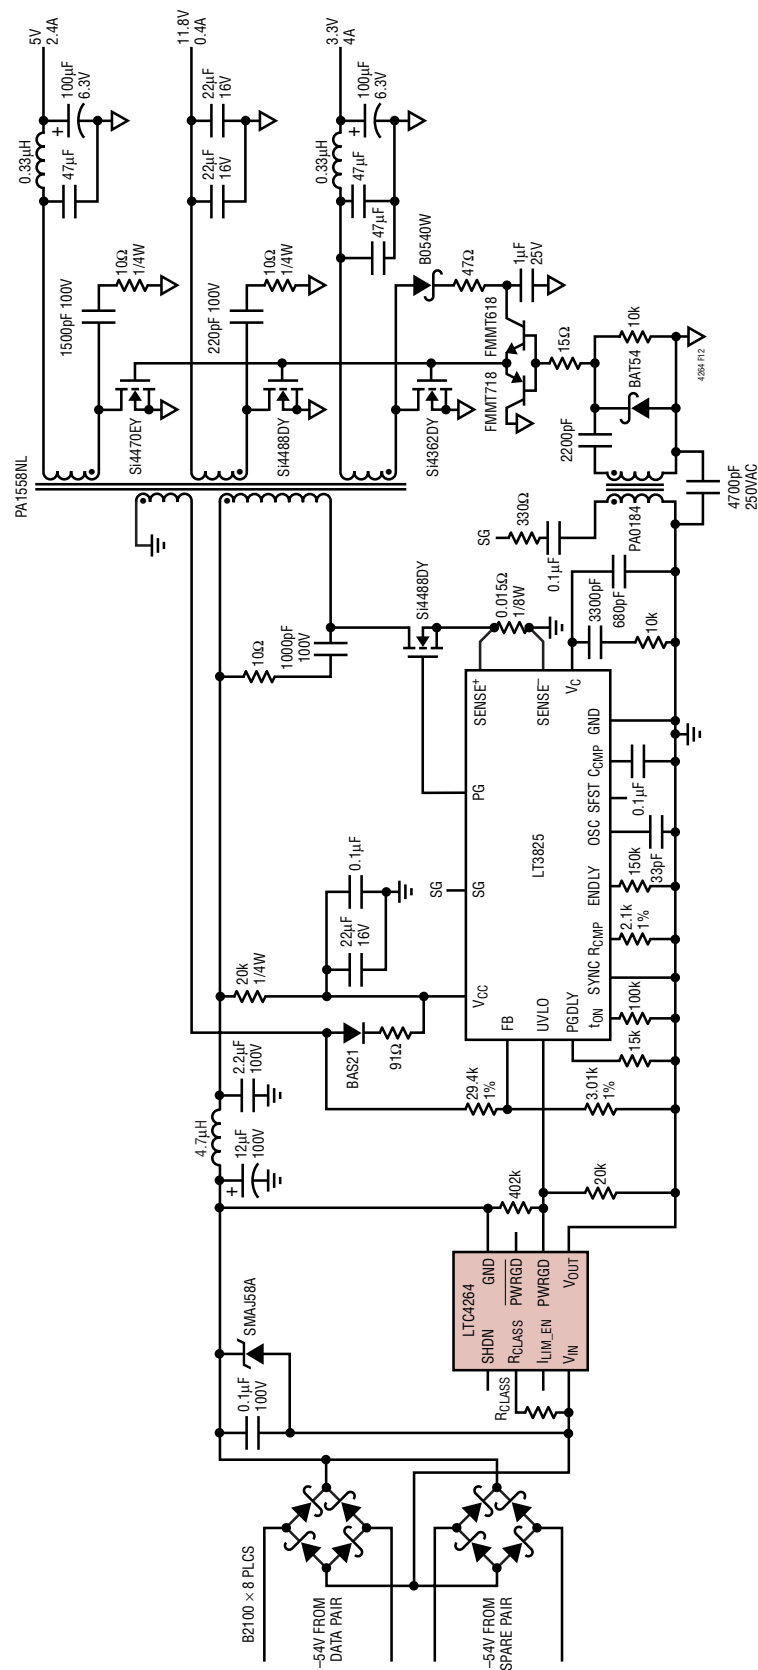 B2100 × 8 PLCS
–54V FROM
DATA PAIR
–54V FROM
SPARE PAIR
0.1µF
100V
SMAJ58A
LTC4264
SHDN
RCLASS
ILIM_EN
VIN
GND
PWRGD
PWRGD
VOUT
RCLASS
4.7µH
+
12µF
100V
2.2µF
100V
402k
20k
29.4k
1%
3.01k
1%
BAS21
91Ω
20k
1/4W
22µF
16V
0.1µF
SG
LT3825
VCC
SG
PG
FB
UVLO
PGDLY
tON
SYNC
RCMP
ENDLY
OSC
SFST
CCMP
GND
SENSE+
SENSE–
VC
15k
100k
2.1k
1%
150k
33pF
0.1µF
10Ω
1000pF
100V
Si4488DY
0.015Ω
1/8W
3300pF
680pF
10k
PA1558NL
Si4470EY
Si4488DY
Si4362DY
1500pF 100V
10Ω
1/4W
220pF 100V
10Ω
1/4W
0.33µH
47µF
+
100µF
6.3V
5V
2.4A
22µF
16V
22µF
16V
11.8V
0.4A
0.33µH
47µF
47µF
+
100µF
6.3V
3.3V
4A
B0540W
47Ω
1µF
25V
FMMT618
FMMT718
15Ω
SG
330Ω
0.1µF
PA0184
2200pF
BAT54
10k
4700pF
250VAC
4264 F12